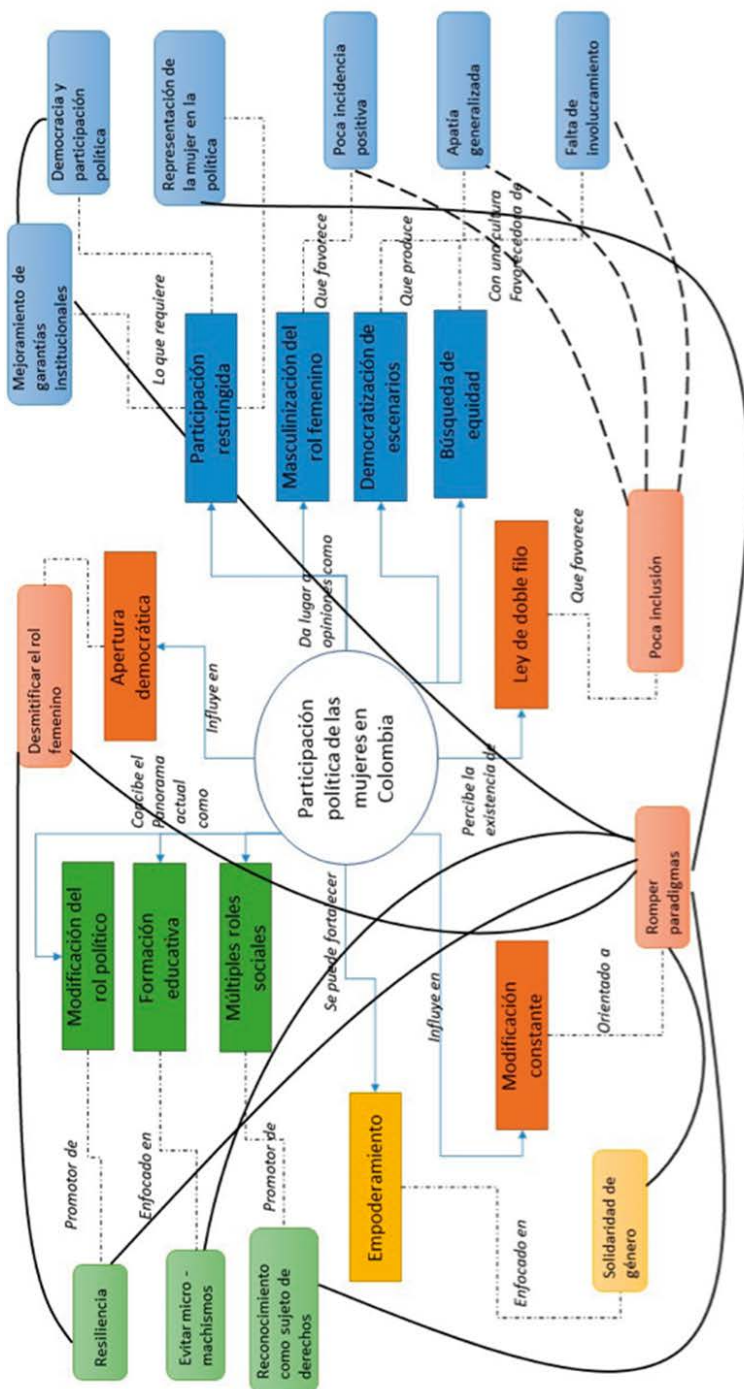 Resiliencia
Evitar micro -
machismos
Reconocimiento
como sujeto de
derechos
Promotor de
Enfocado en
Promotor de
Modificación del
rol político
Formación
educativa
Múltiples roles
sociales
Concibe el
Panorama
actual como
Desmitificar el rol
femenino
Apertura
democrática
Influye en
Participación
política de las
mujeres en
Colombia
Se puede fortalecer
Empoderamiento
Enfocado en
Solidaridad de
género
Influye en
Modificación
constante
Orientado a
Romper
paradigmas
Percibe la
existencia de
Ley de doble filo
Que favorece
Poca inclusión
Da lugar a
opiniones como
Participación
restringida
Masculinización del
rol femenino
Democratización de
escenarios
Búsqueda de
equidad
Lo que requiere
Que favorece
Que produce
Con una cultura
Favorecedora de
Mejoramiento de
garantías
institucionales
Democracia y
participación
política
Representación de
la mujer en la
política
Poca incidencia
positiva
Apatía
generalizada
Falta de
involucramiento